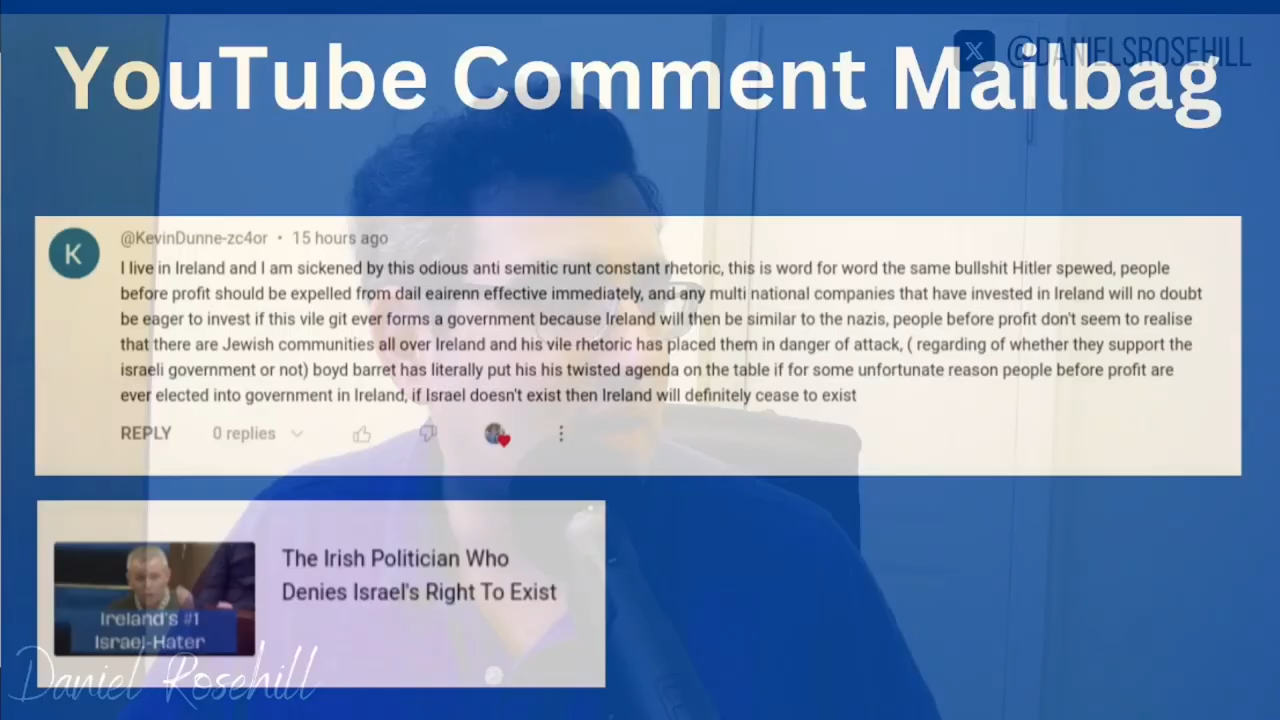 YouTube Comment Mailbag
@DANIELSROSEHILL
K
@KevinDunne-zc4or • 15 hours ago
I live in Ireland and I am sickened by this odious anti semitic runt constant rhetoric, this is word for word the same bullshit Hitler spewed, people
before profit should be expelled from dail eairenn effective immediately, and any multi national companies that have invested in Ireland will no doubt
be eager to invest if this vile git ever forms a government because Ireland will then be similar to the nazis, people before profit don't seem to realise
that there are Jewish communities all over Ireland and his vile rhetoric has placed them in danger of attack, ( regarding of whether they support the
israeli government or not) boyd barret has literally put his his twisted agenda on the table if for some unfortunate reason people before profit are
ever elected into government in Ireland, if Israel doesn't exist then Ireland will definitely cease to exist
REPLY 0 replies
The Irish Politician Who
Denies Israel's Right To Exist
Ireland's #1
Israel-Hater
Daniel Rosehill